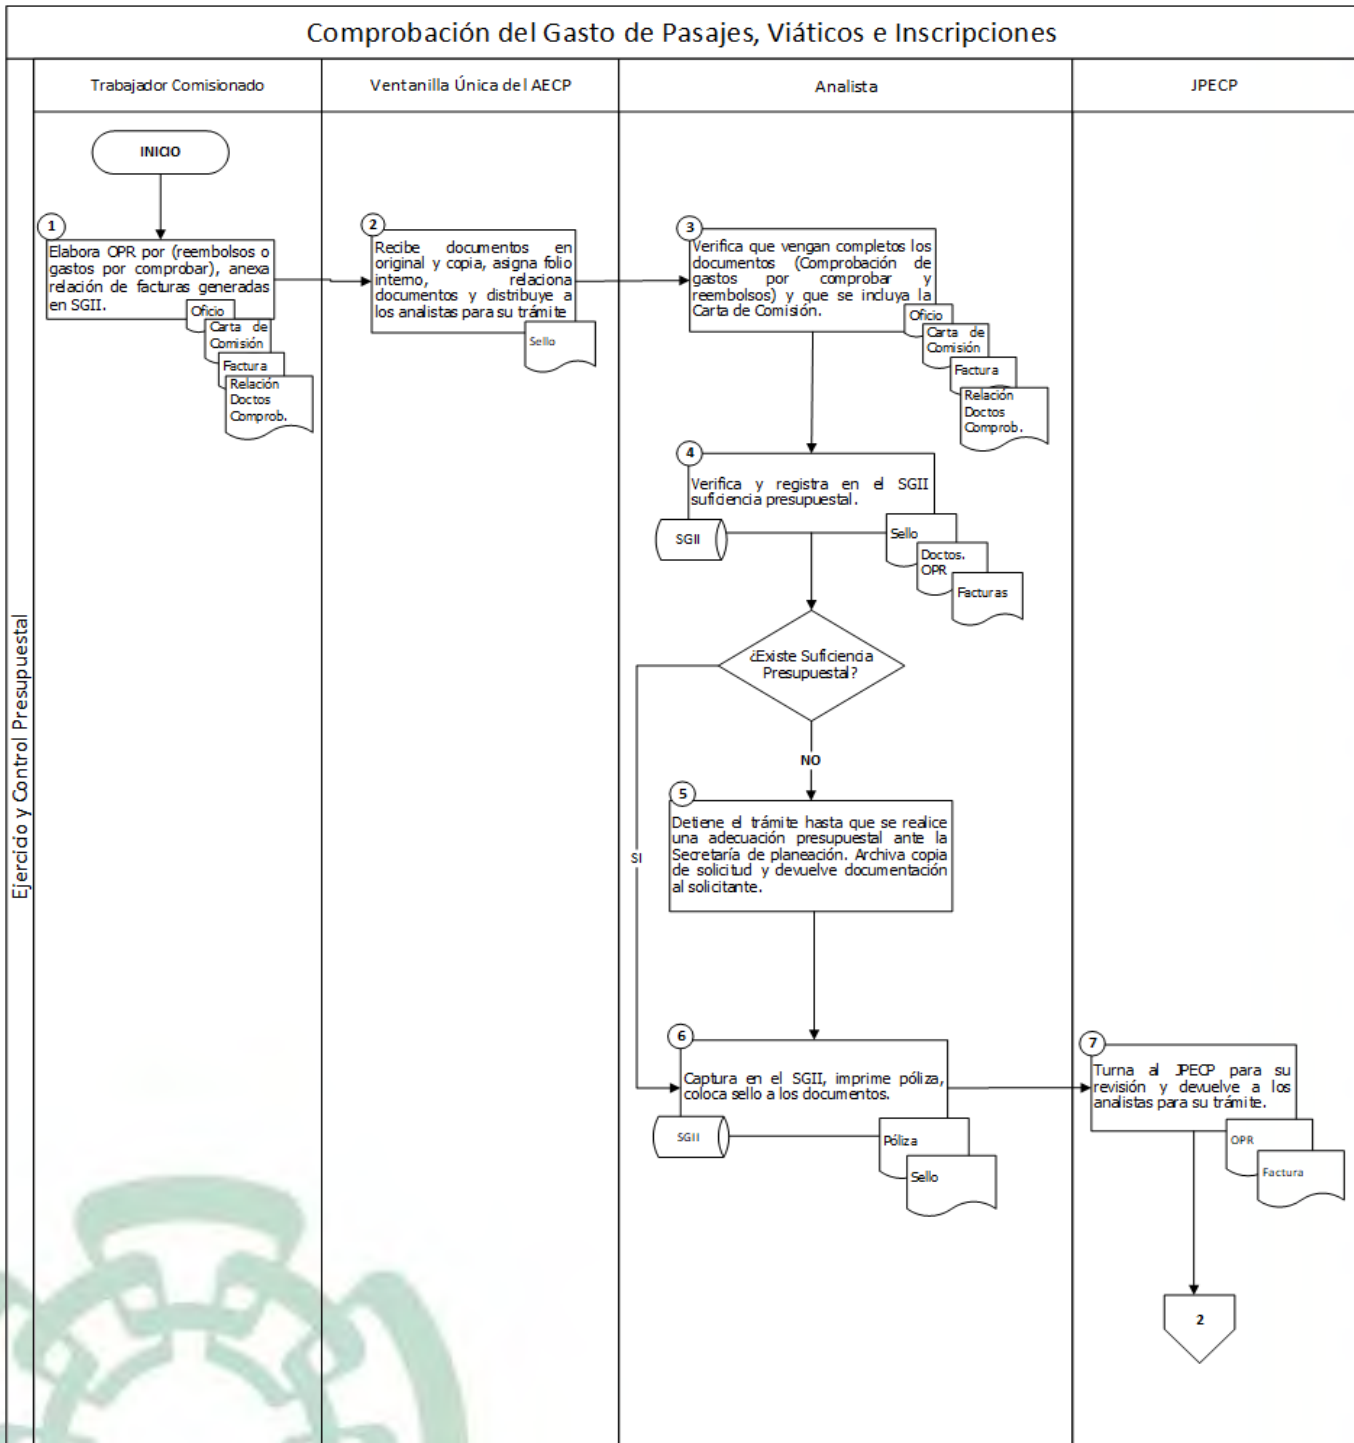 Comprobación del Gasto de Pasajes, Viáticos e Inscripciones
Ejercicio y Control Presupuestal
Trabajador Comisionado
Ventanilla Única del AECP
Analista
JPECP
INICIO
1
Elabora OPR por (reembolsos o
gastos por comprobar), anexa
relación de facturas generadas
en SGII.
Oficio
Carta de
Comisión
Factura
Relación
Doctos
Comprob.
2
Recibe documentos en
original y copia, asigna folio
interno, relaciona
documentos y distribuye a
los analistas para su trámite
Sello
3
Verifica que vengan completos los
documentos (Comprobación de
gastos por comprobar y
reembolsos) y que se incluya la
Carta de Comisión.
Oficio
Carta de
Comisión
Factura
Relación
Doctos
Comprob.
4
Verifica y registra en el SGII
suficiencia presupuestal.
SGII
Sello
Doctos.
OPR
Facturas
¿Existe Suficiencia
Presupuestal?
NO
SI
5
Detiene el trámite hasta que se realice
una adecuación presupuestal ante la
Secretaría de planeación. Archiva copia
de solicitud y devuelve documentación
al solicitante.
6
Captura en el SGII, imprime póliza,
coloca sello a los documentos.
SGII
Póliza
Sello
7
Turna al JPECP para su
revisión y devuelve a los
analistas para su trámite.
OPR
Factura
2